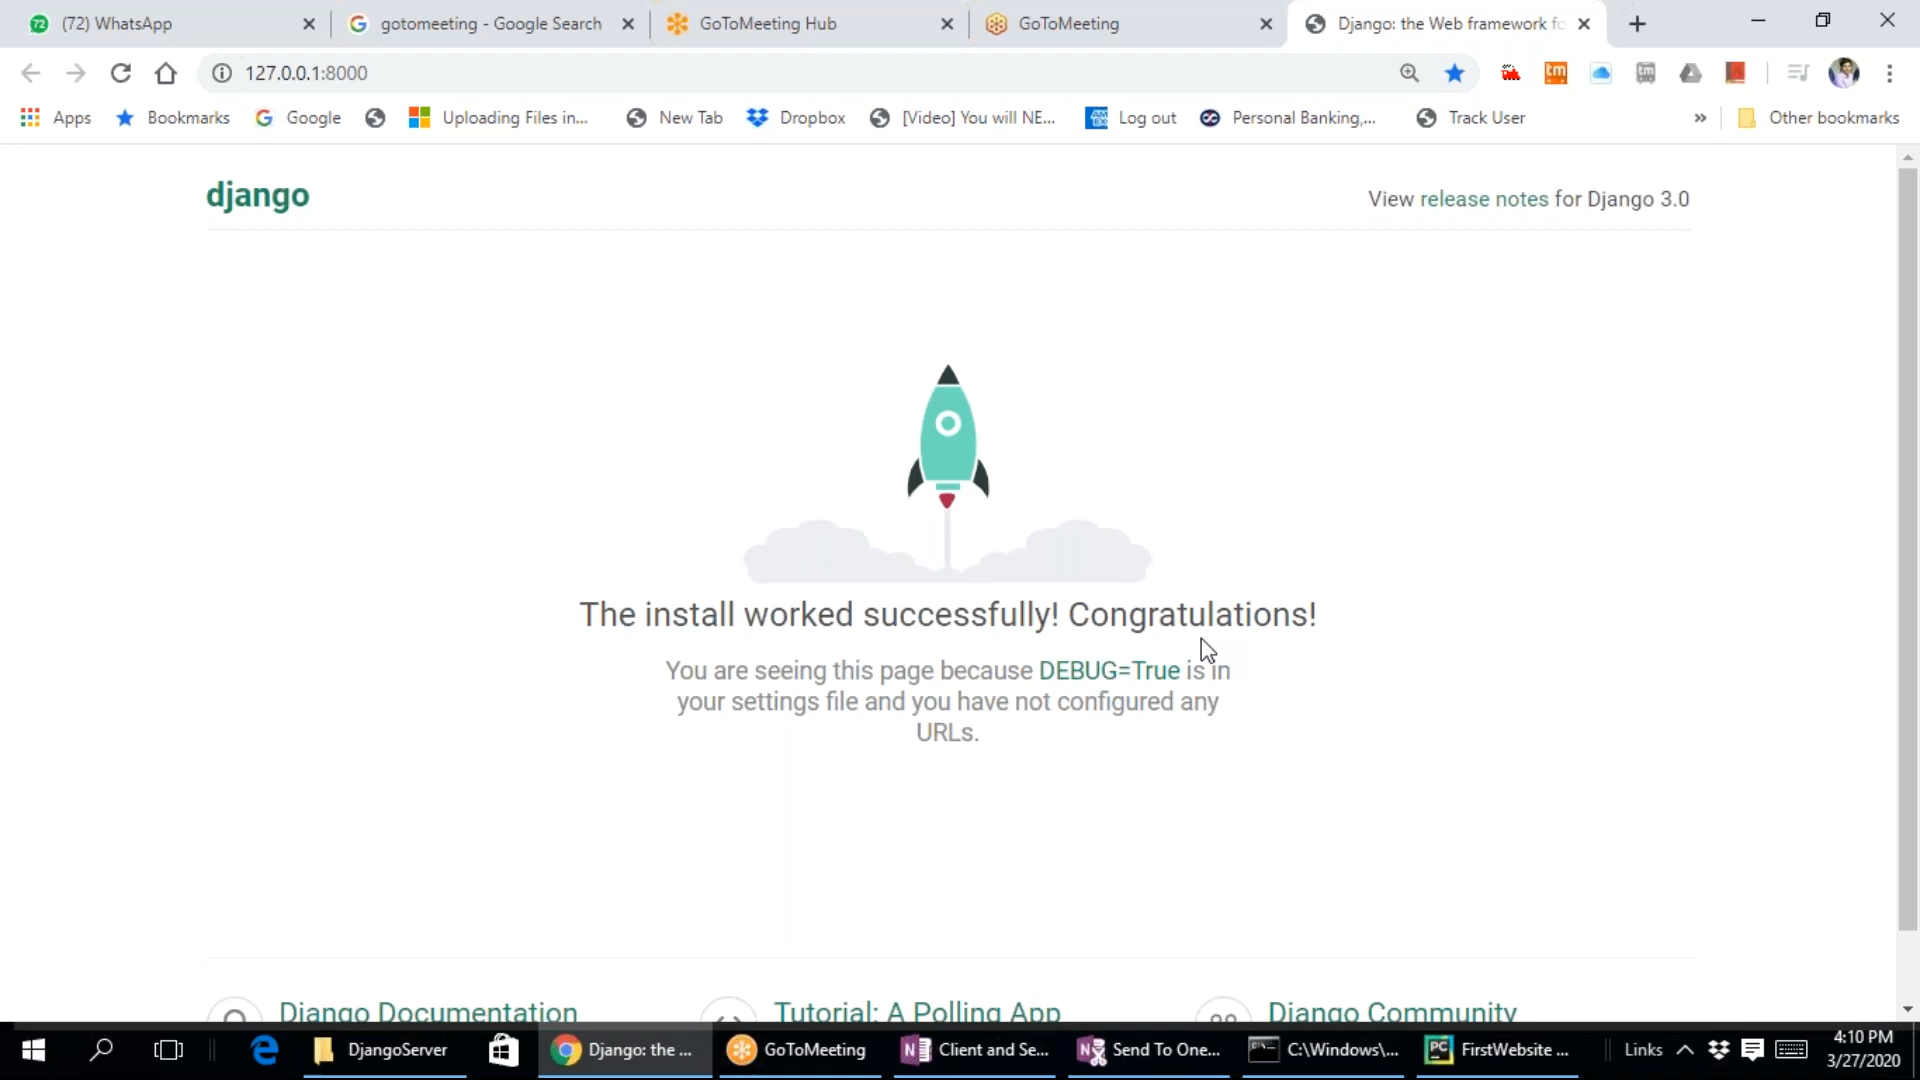 72 (72) WhatsApp gotomeeting - Google Search GoToMeeting Hub GoToMeeting Django: the Web framework fo
127.0.0.1:8000
Apps Bookmarks Google Uploading Files in... New Tab Dropbox [Video] You will NE... Log out Personal Banking,... Track User » Other bookmarks
django
View release notes for Django 3.0
The install worked successfully! Congratulations!
You are seeing this page because DEBUG=True is in
your settings file and you have not configured any
URLs.
Django Documentation Tutorial: A Polling App Django Community
DjangoServer Django: the ... GoToMeeting Client and Se... Send To One... C:\Windows\... FirstWebsite ... Links
4:10 PM
3/27/2020